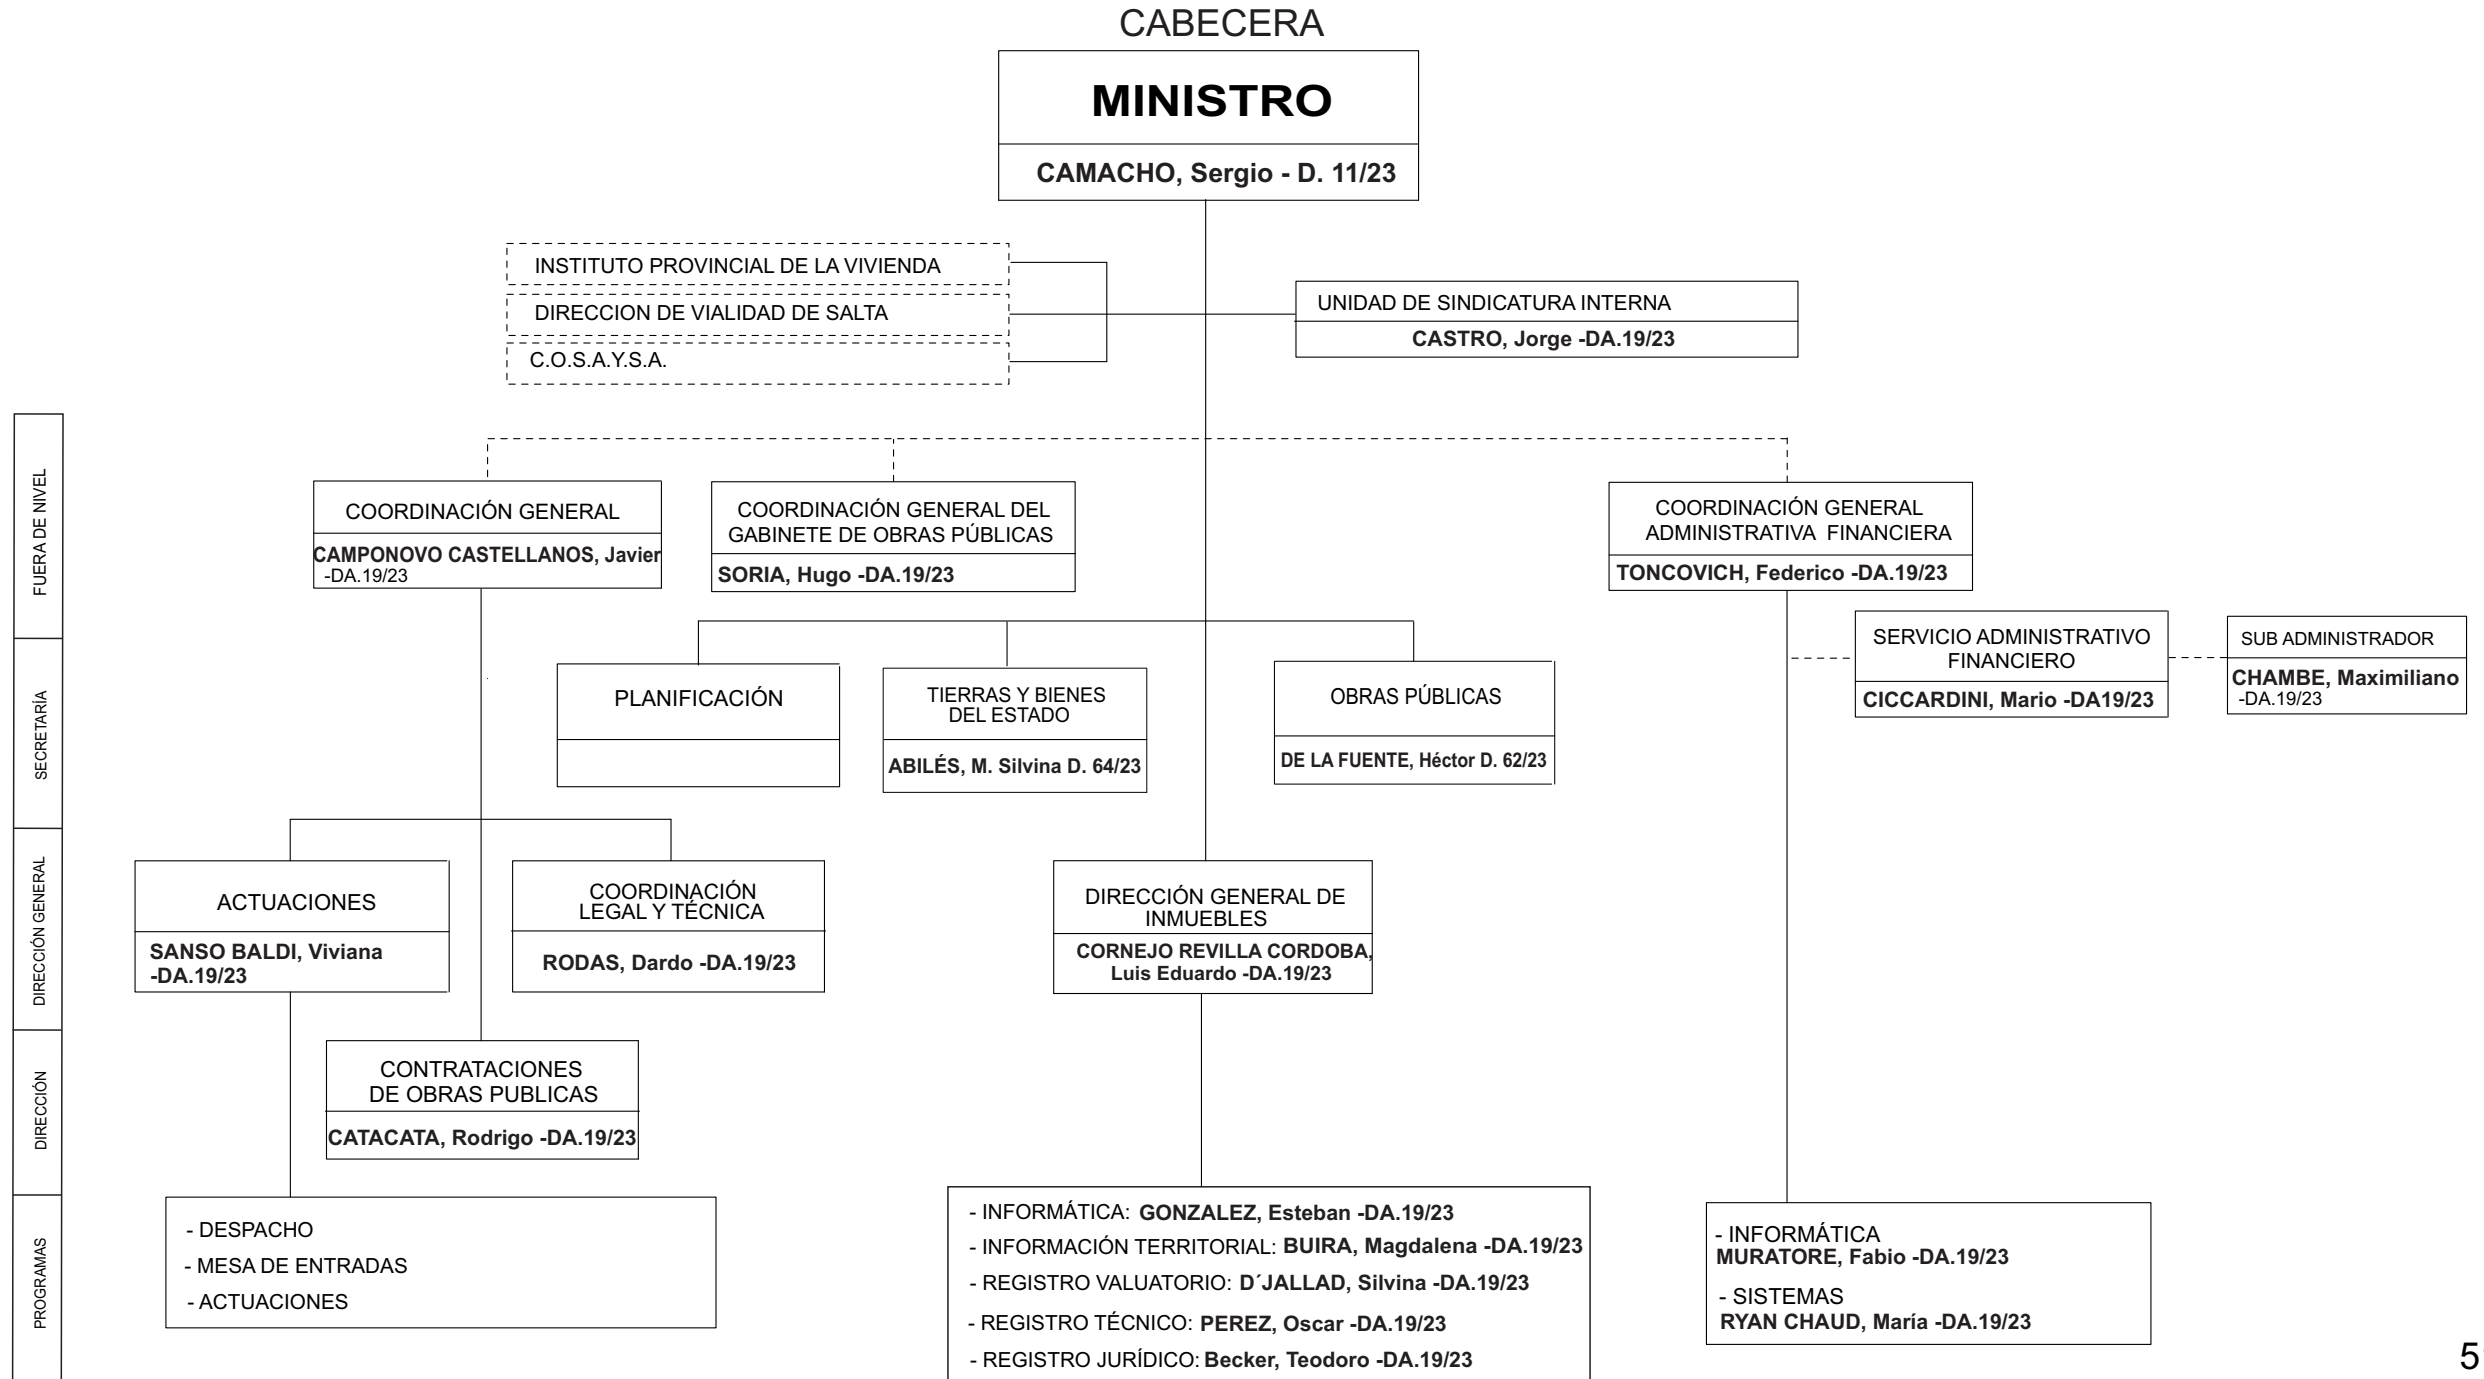 CABECERA
MINISTRO
CAMACHO, Sergio - D. 11/23
INSTITUTO PROVINCIAL DE LA VIVIENDA
DIRECCION DE VIALIDAD DE SALTA
C.O.S.A.Y.S.A.
UNIDAD DE SINDICATURA INTERNA
CASTRO, Jorge -DA.19/23
FUERA DE NIVEL
COORDINACIÓN GENERAL
CAMPONOVO CASTELLANOS, Javier
-DA.19/23
COORDINACIÓN GENERAL DEL
GABINETE DE OBRAS PÚBLICAS
SORIA, Hugo -DA.19/23
COORDINACIÓN GENERAL
ADMINISTRATIVA FINANCIERA
TONCOVICH, Federico -DA.19/23
SERVICIO ADMINISTRATIVO
FINANCIERO
CICCARDINI, Mario -DA19/23
SUB ADMINISTRADOR
CHAMBE, Maximiliano
-DA.19/23
SECRETARÍA
PLANIFICACIÓN
TIERRAS Y BIENES
DEL ESTADO
ABILÉS, M. Silvina D. 64/23
OBRAS PÚBLICAS
DE LA FUENTE, Héctor D. 62/23
DIRECCIÓN GENERAL
ACTUACIONES
SANSO BALDI, Viviana
-DA.19/23
COORDINACIÓN
LEGAL Y TÉCNICA
RODAS, Dardo -DA.19/23
DIRECCIÓN GENERAL DE
INMUEBLES
CORNEJO REVILLA CORDOBA,
Luis Eduardo -DA.19/23
DIRECCIÓN
CONTRATACIONES
DE OBRAS PUBLICAS
CATACATA, Rodrigo -DA.19/23
PROGRAMAS
- DESPACHO
- MESA DE ENTRADAS
- ACTUACIONES
- INFORMÁTICA: GONZALEZ, Esteban -DA.19/23
- INFORMACIÓN TERRITORIAL: BUIRA, Magdalena -DA.19/23
- REGISTRO VALUATORIO: D´JALLAD, Silvina -DA.19/23
- REGISTRO TÉCNICO: PEREZ, Oscar -DA.19/23
- REGISTRO JURÍDICO: Becker, Teodoro -DA.19/23
- INFORMÁTICA
MURATORE, Fabio -DA.19/23
- SISTEMAS
RYAN CHAUD, María -DA.19/23